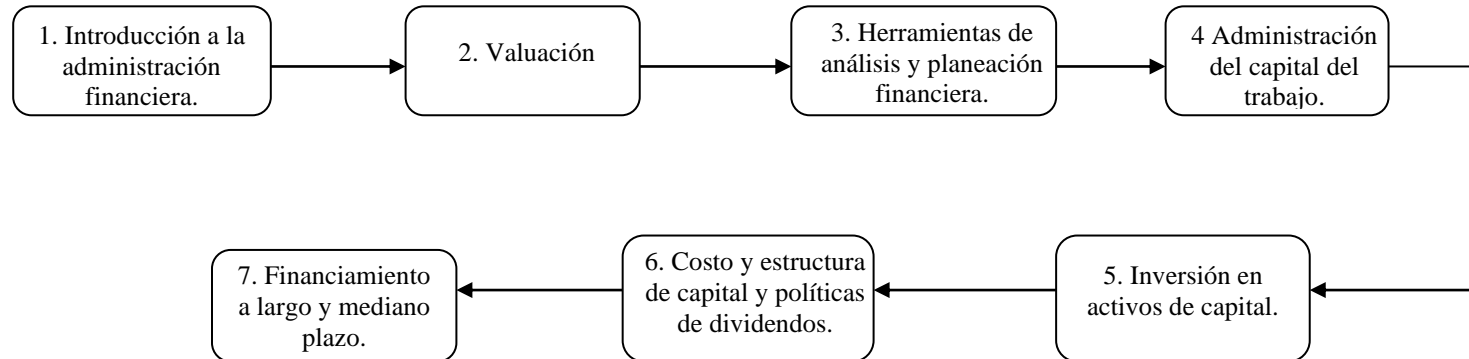 1. Introducción a la
administración
financiera.
2. Valuación
3. Herramientas de
análisis y planeación
financiera.
4 Administración
del capital del
trabajo.
5. Inversión en
activos de capital.
6. Costo y estructura
de capital y políticas
de dividendos.
7. Financiamiento
a largo y mediano
plazo.